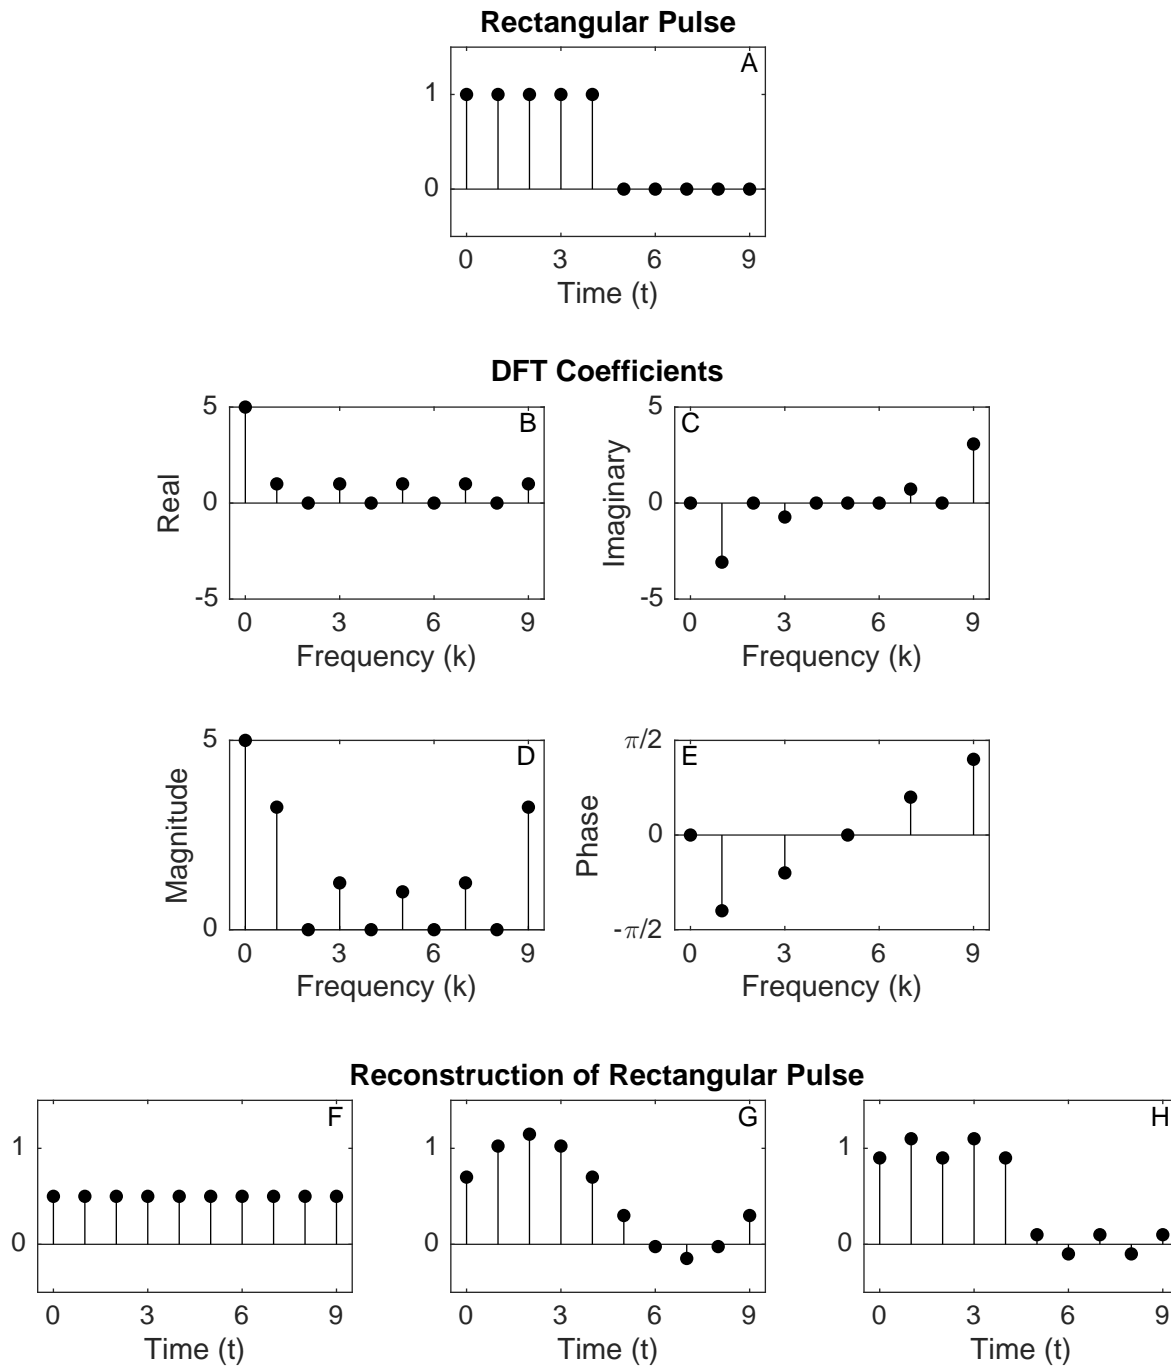 Rectangular Pulse
A
1
0
0 3 6 9
Time (t)
DFT Coefficients
B
5
0
-5
Real
0 3 6 9
Frequency (k)
C
5
0
-5
Imaginary
0 3 6 9
Frequency (k)
D
5
0
Magnitude
0 3 6 9
Frequency (k)
E
π/2
0
-π/2
Phase
0 3 6 9
Frequency (k)
Reconstruction of Rectangular Pulse
F
1
0
0 3 6 9
Time (t)
G
1
0
0 3 6 9
Time (t)
H
1
0
0 3 6 9
Time (t)